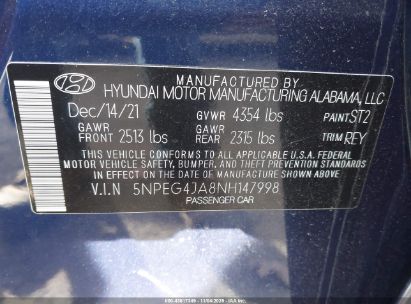 MANUFACTURED BY
HYUNDAI MOTOR MANUFACTURING ALABAMA, LLC
Dec/14/21 GVWR 4354 lbs PAINT ST2
GAWR FRONT 2513 lbs GAWR REAR 2315 lbs TRIM REY
THIS VEHICLE CONFORMS TO ALL APPLICABLE U.S. FEDERAL
MOTOR VEHICLE SAFETY, BUMPER, AND THEFT PREVENTION
STANDARDS IN EFFECT ON THE DATE OF MANUFACTURE SHOWN ABOVE.
V.I.N 5NPEG4JA8NH147998
PASSENGER CAR